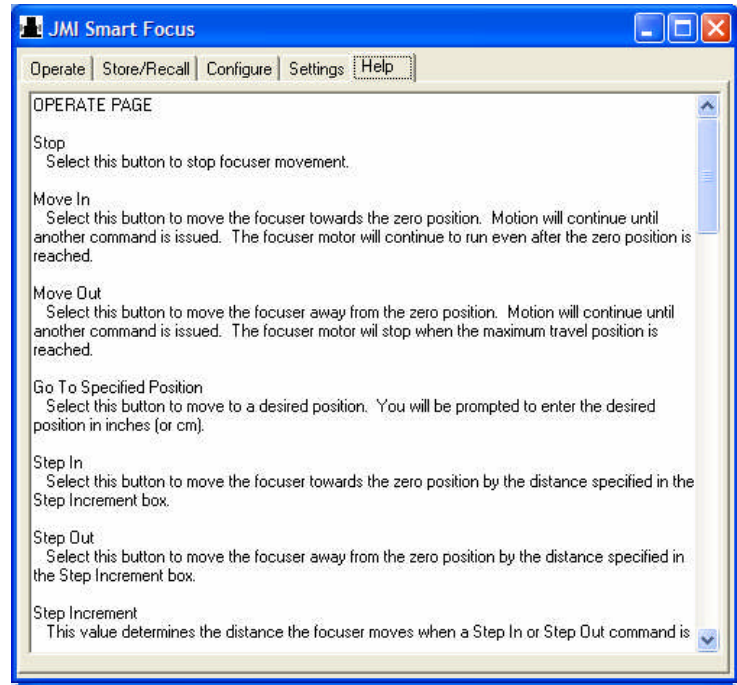 JMI Smart Focus
Operate Store/Recall Configure Settings Help
OPERATE PAGE
Stop
Select this button to stop focuser movement.
Move In
Select this button to move the focuser towards the zero position. Motion will continue until
another command is issued. The focuser motor will continue to run even after the zero position is
reached.
Move Out
Select this button to move the focuser away from the zero position. Motion will continue until
another command is issued. The focuser motor wil stop when the maximum travel position is
reached.
Go To Specified Position
Select this button to move to a desired position. You will be prompted to enter the desired
position in inches (or cm).
Step In
Select this button to move the focuser towards the zero position by the distance specified in the
Step Increment box.
Step Out
Select this button to move the focuser away from the zero position by the distance specified in
the Step Increment box.
Step Increment
This value determines the distance the focuser moves when a Step In or Step Out command is